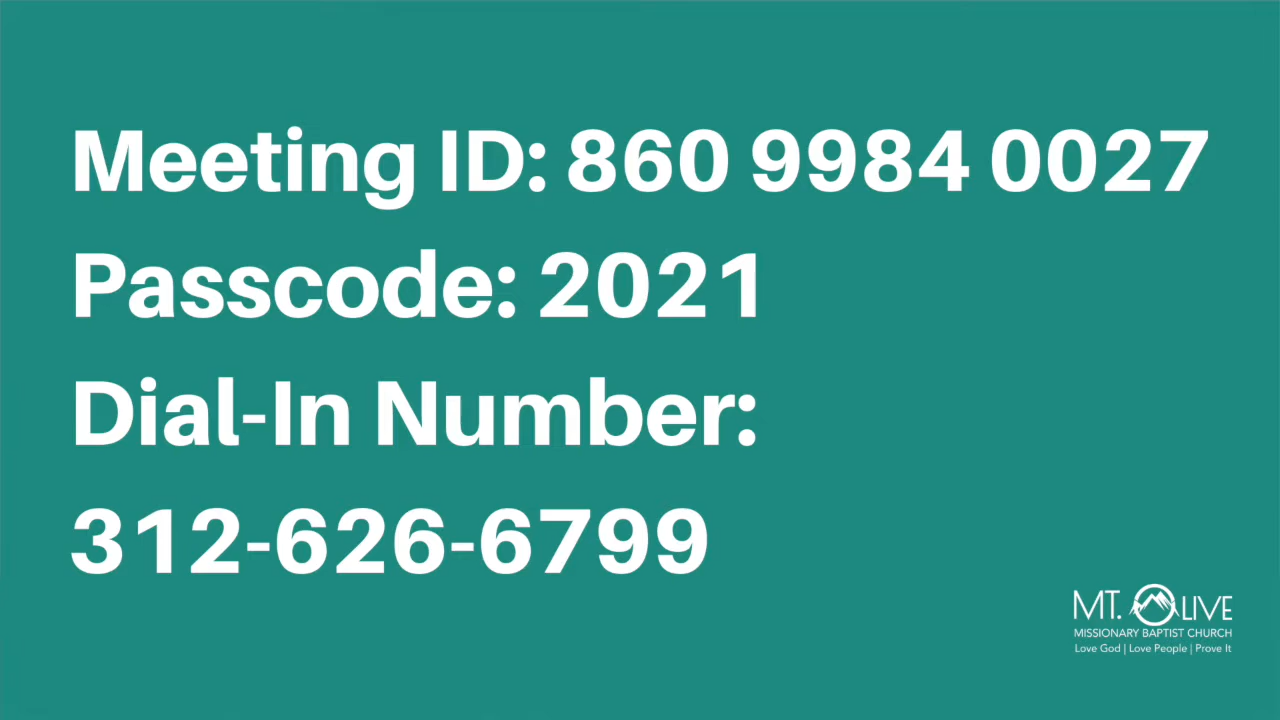 Meeting ID: 860 9984 0027
Passcode: 2021
Dial-In Number:
312-626-6799
MT. OLIVE
MISSIONARY BAPTIST CHURCH
Love God | Love People | Prove It